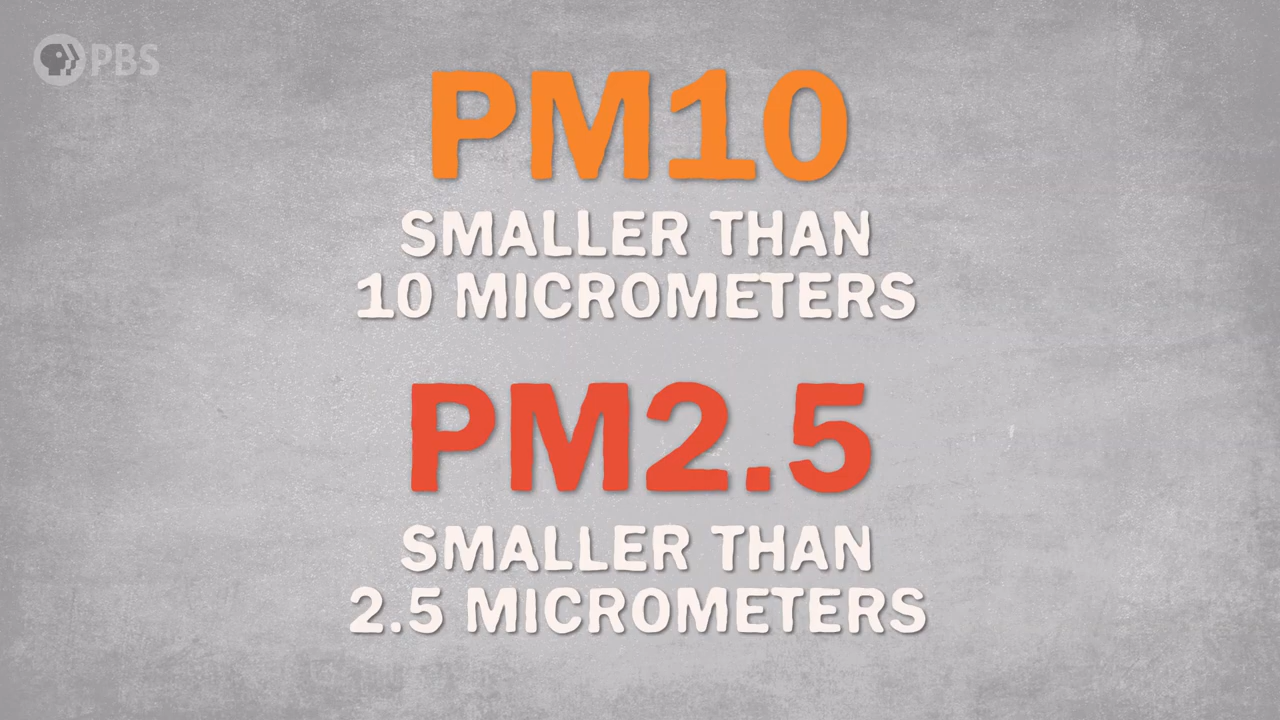 PBS
PM10
SMALLER THAN
10 MICROMETERS
PM2.5
SMALLER THAN
2.5 MICROMETERS